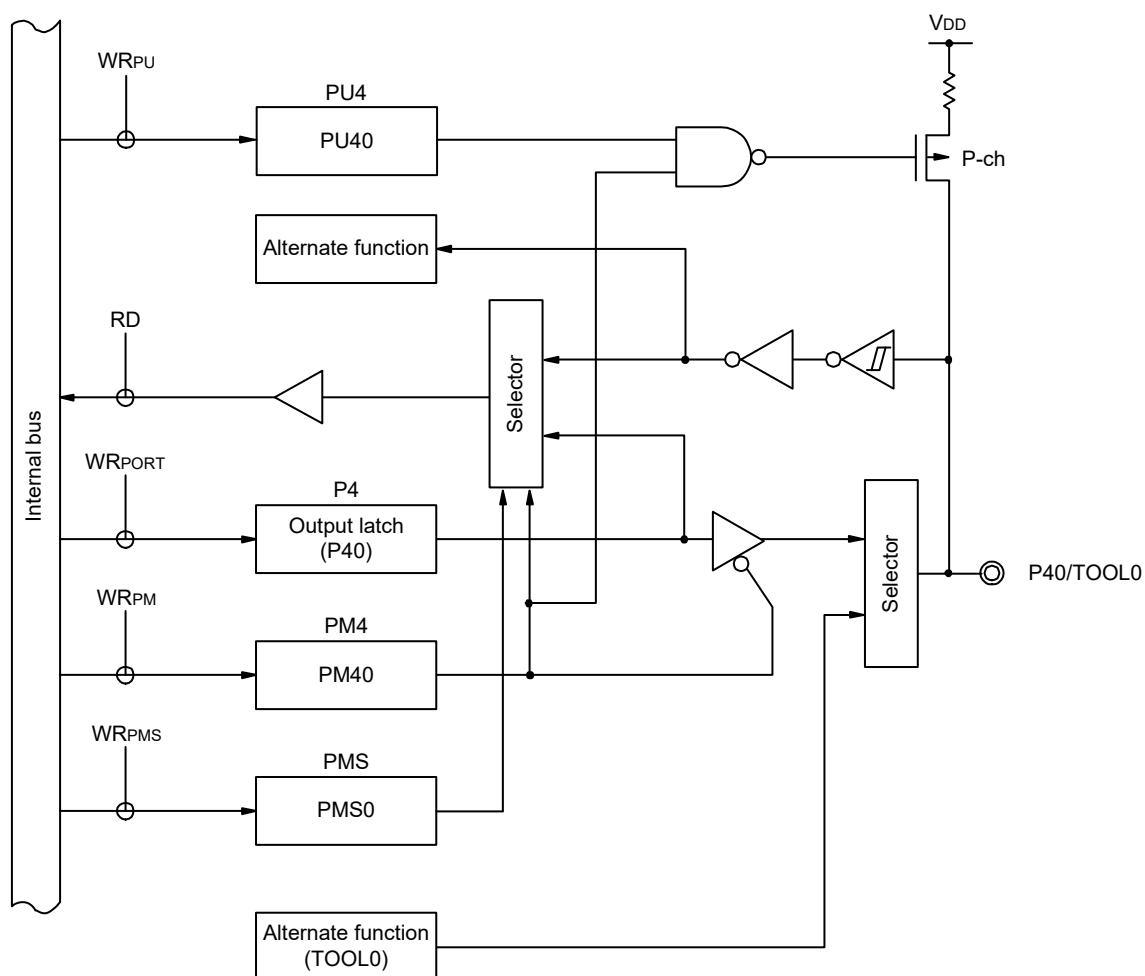 VDD
WRPU
PU4
PU40
P-ch
Alternate function
RD
Selector
Internal bus
WRPORT
P4
Output latch
(P40)
Selector
P40/TOOL0
WRPM
PM4
PM40
WRPMS
PMS
PMS0
Alternate function
(TOOL0)